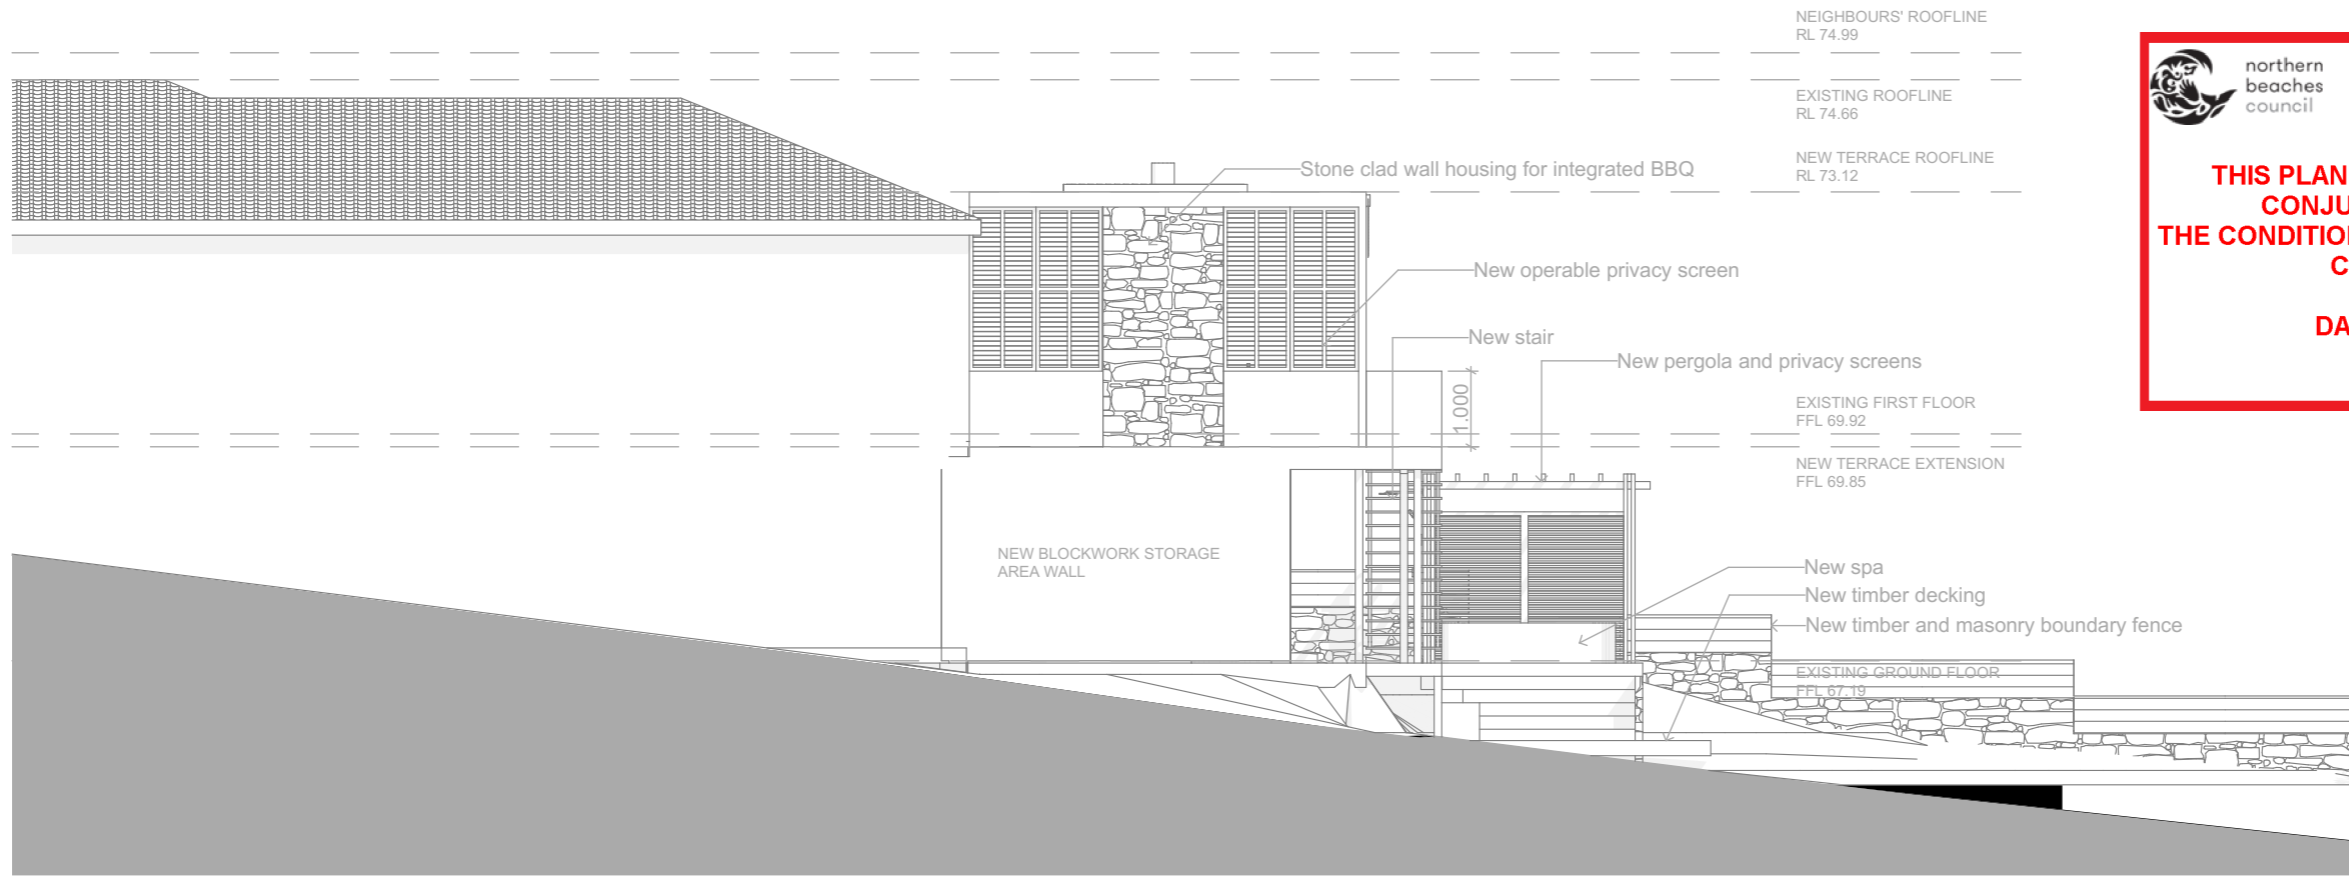 NEIGHBOURS' ROOFLINE
RL 74.99
northern
beaches
council
EXISTING ROOFLINE
RL 74.66
NEW TERRACE ROOFLINE
RL 73.12
Stone clad wall housing for integrated BBQ
THIS PLAN
CONJU
THE CONDITIO
C
DA
New operable privacy screen
New stair
New pergola and privacy screens
1.000
EXISTING FIRST FLOOR
FFL 69.92
NEW TERRACE EXTENSION
FFL 69.85
NEW BLOCKWORK STORAGE
AREA WALL
New spa
New timber decking
New timber and masonry boundary fence
EXISTING GROUND FLOOR
FFL 67.19